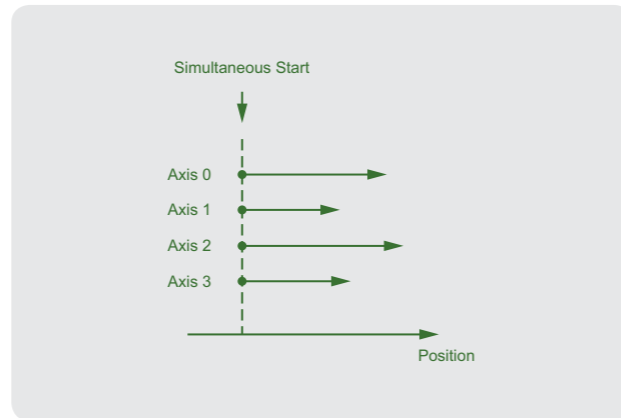 Simultaneous Start
Axis 0
Axis 1
Axis 2
Axis 3
Position